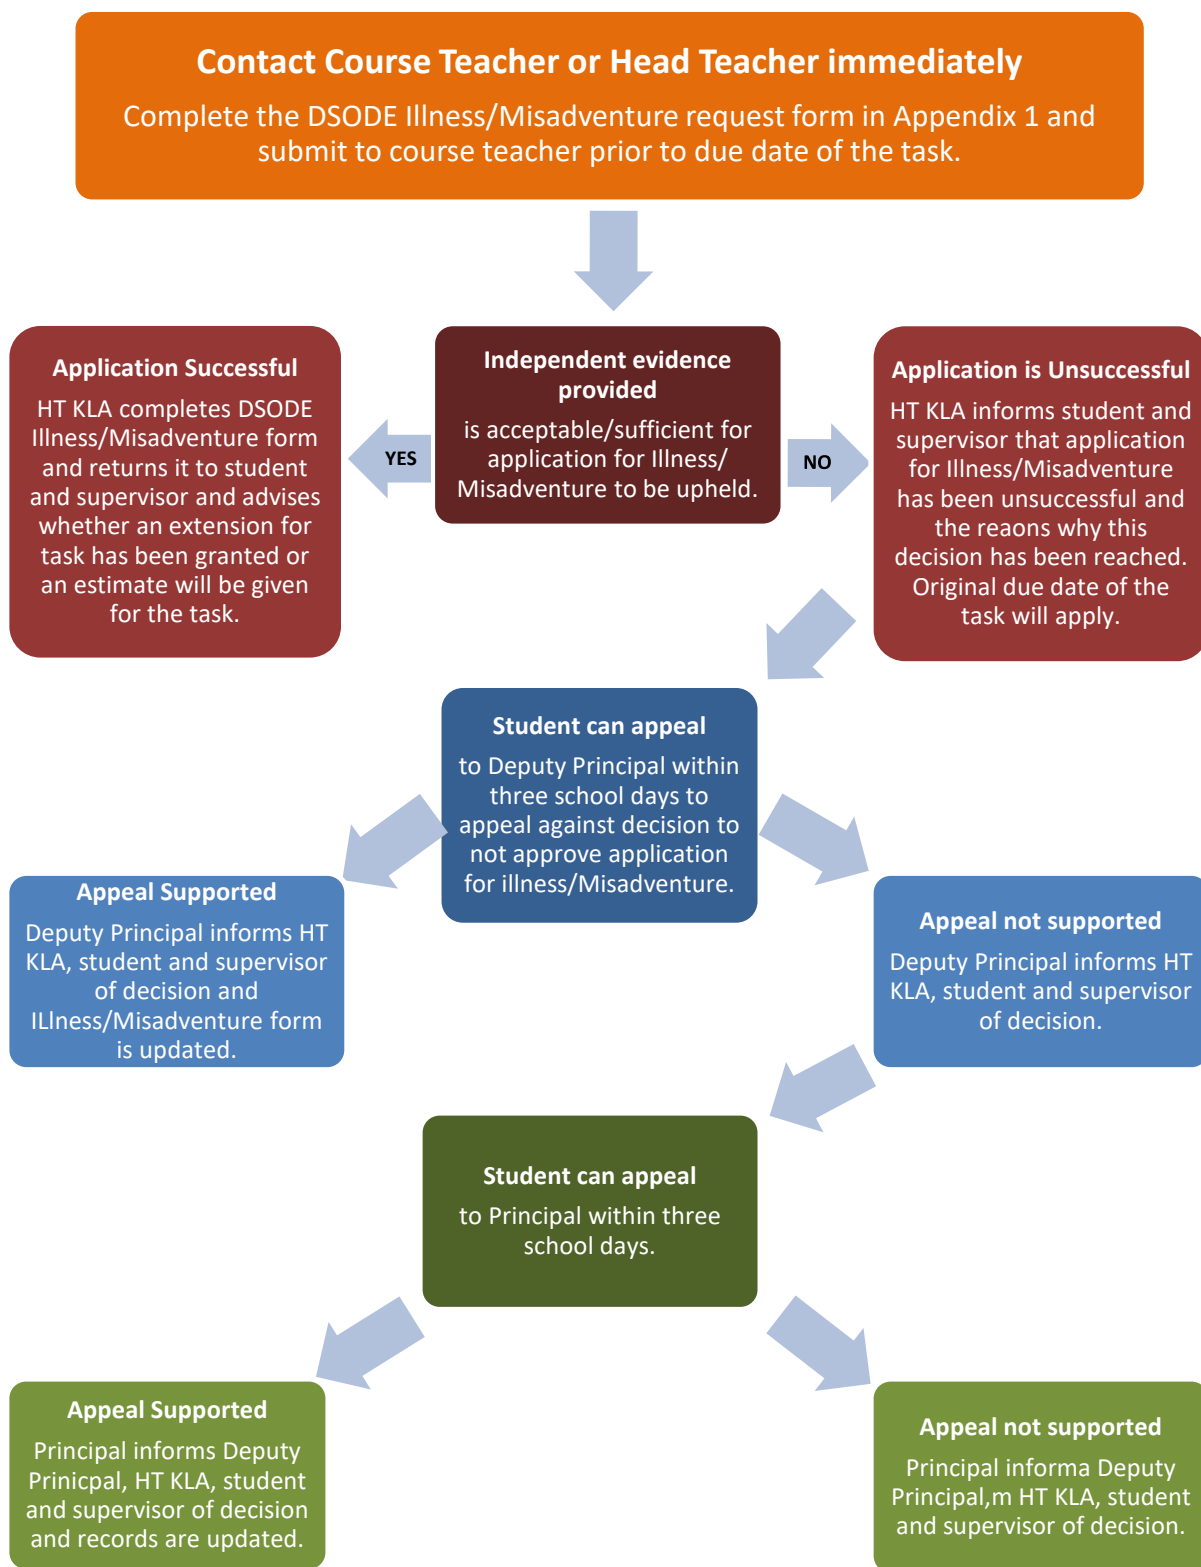 Contact Course Teacher or Head Teacher immediately
Complete the DSODE Illness/Misadventure request form in Appendix 1 and
submit to course teacher prior to due date of the task.
Application Successful
HT KLA completes DSODE
Illness/Misadventure form
and returns it to student
and supervisor and advises
whether an extension for
task has been granted or
an estimate will be given
for the task.
YES
Independent evidence
provided
is acceptable/sufficient for
application for Illness/
Misadventure to be upheld.
NO
Application is Unsuccessful
HT KLA informs student and
supervisor that application
for Illness/Misadventure
has been unsuccessful and
the reaons why this
decision has been reached.
Original due date of the
task will apply.
Student can appeal
to Deputy Principal within
three school days to
appeal against decision to
not approve application
for illness/Misadventure.
Appeal Supported
Deputy Principal informs HT
KLA, student and supervisor
of decision and
ILlness/Misadventure form
is updated.
Appeal not supported
Deputy Principal informs HT
KLA, student and supervisor
of decision.
Student can appeal
to Principal within three
school days.
Appeal Supported
Principal informs Deputy
Prinicpal, HT KLA, student
and supervisor of decision
and records are updated.
Appeal not supported
Principal informa Deputy
Principal,m HT KLA, student
and supervisor of decision.